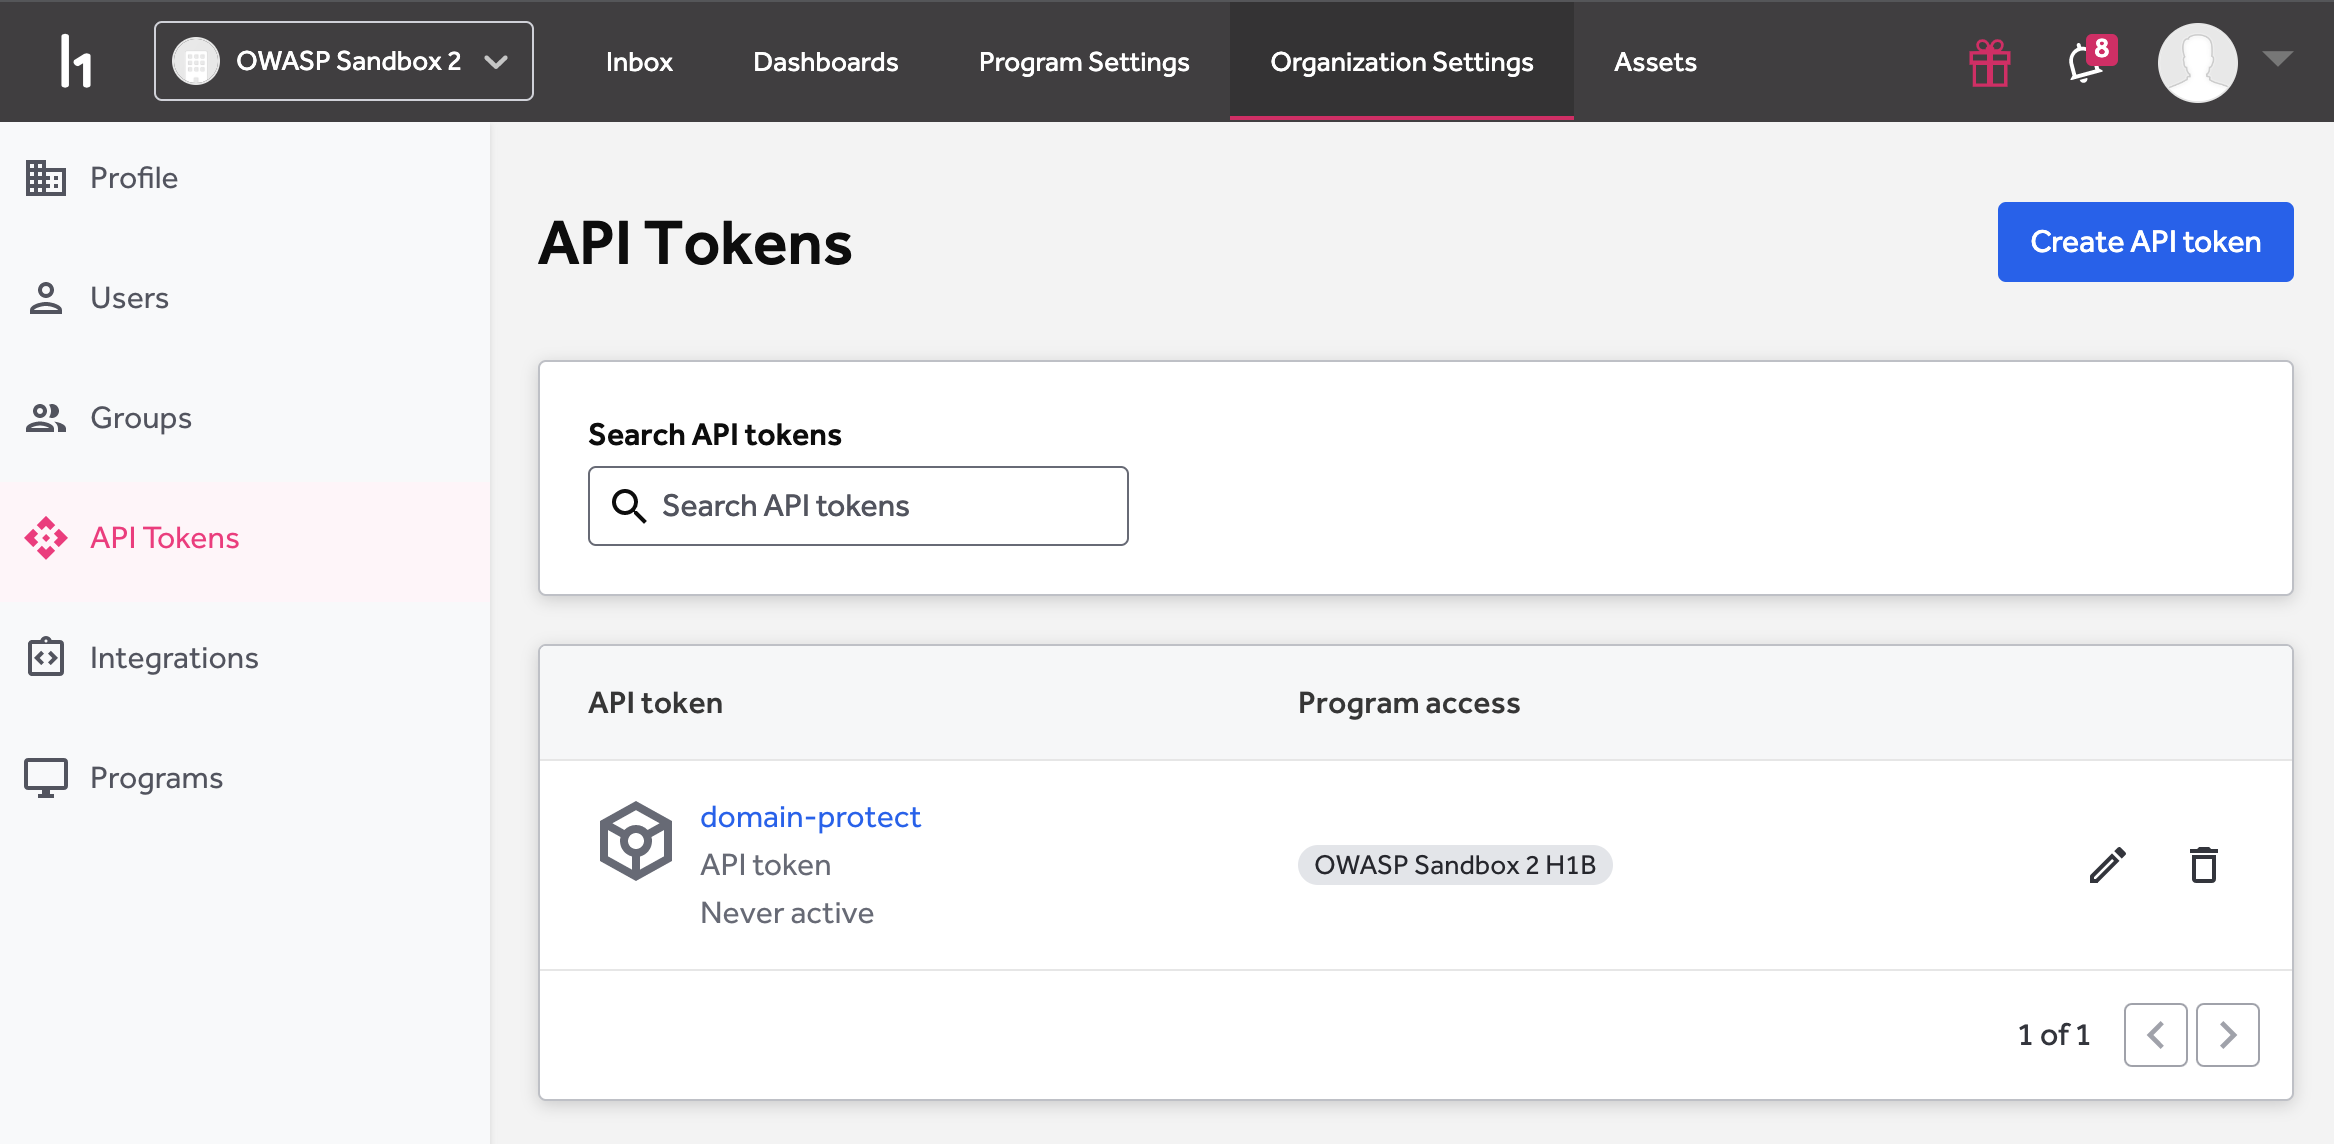 h1
OWASP Sandbox 2
Inbox
Dashboards
Program Settings
Organization Settings
Assets
8
Profile
Users
Groups
API Tokens
Integrations
Programs
API Tokens
Create API token
Search API tokens
Search API tokens
API token
Program access
domain-protect
API token
Never active
OWASP Sandbox 2 H1B
1 of 1